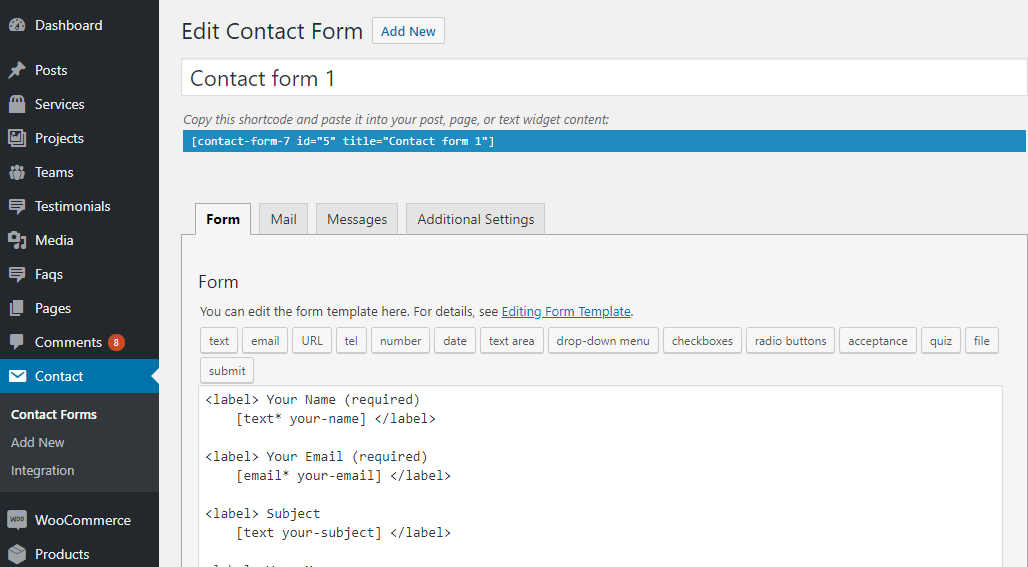 Dashboard
Posts
Services
Projects
Teams
Testimonials
Media
Faqs
Pages
Comments 8
Contact
Contact Forms
Add New
Integration
WOO WooCommerce
Products
Edit Contact Form Add New
Contact form 1
Copy this shortcode and paste it into your post, page, or text widget content:
[contact-form-7 id="5" title="Contact form 1"]
Form Mail Messages Additional Settings
Form
You can edit the form template here. For details, see Editing Form Template.
text email URL tel number date text area drop-down menu checkboxes radio buttons acceptance quiz file
submit
<label> Your Name (required)
[text* your-name] </label>
<label> Your Email (required)
[email* your-email] </label>
<label> Subject
[text your-subject] </label>